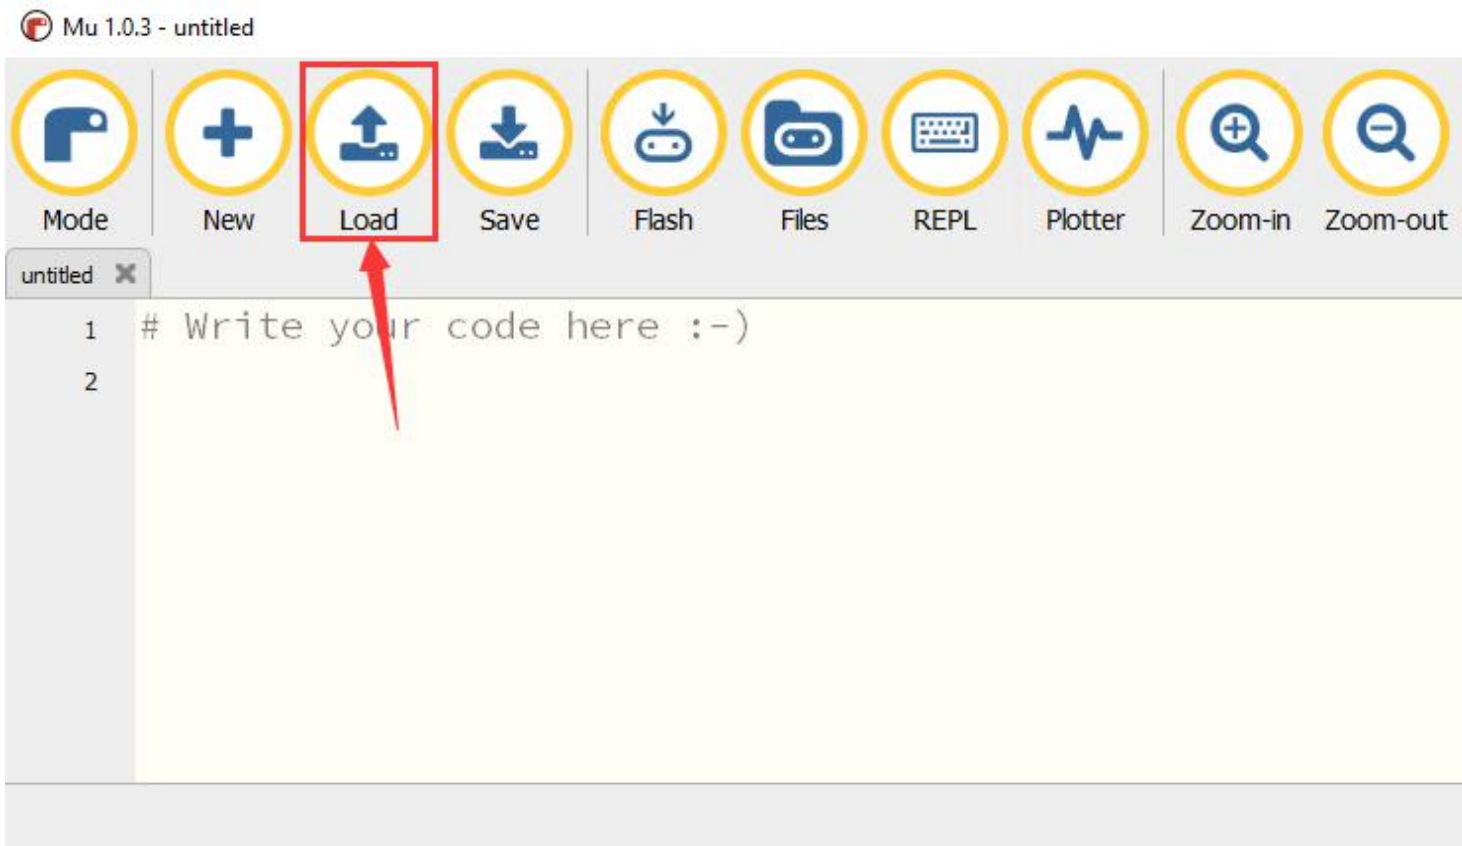 Mu 1.0.3 - untitled
Mode New Load Save Flash Files REPL Plotter Zoom-in Zoom-out
untitled
1 # Write your code here :-)
2